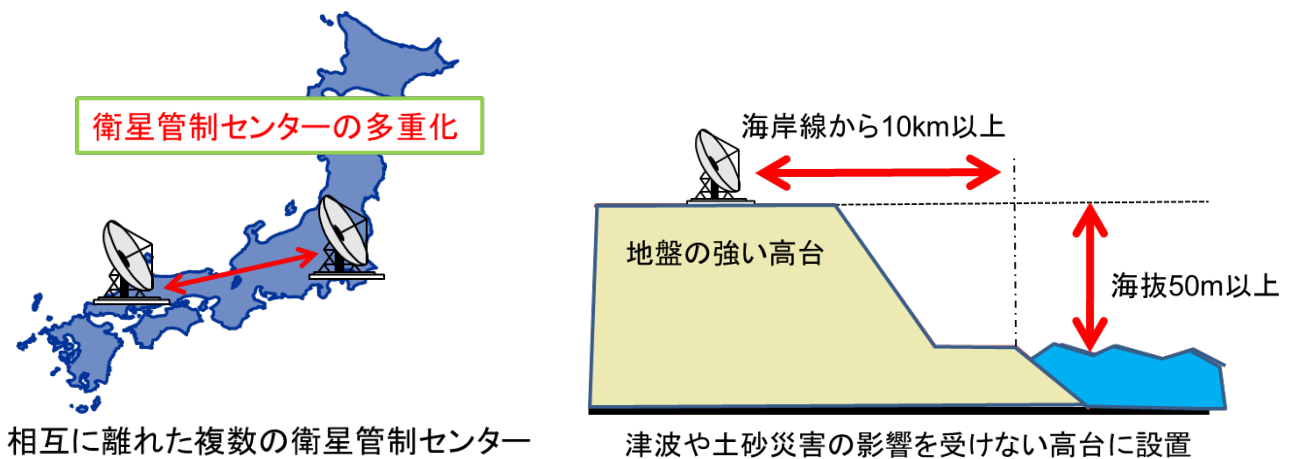 衛星管制センターの多重化
相互に離れた複数の衛星管制センター
海岸線から10km以上
地盤の強い高台
海抜50m以上
津波や土砂災害の影響を受けない高台に設置